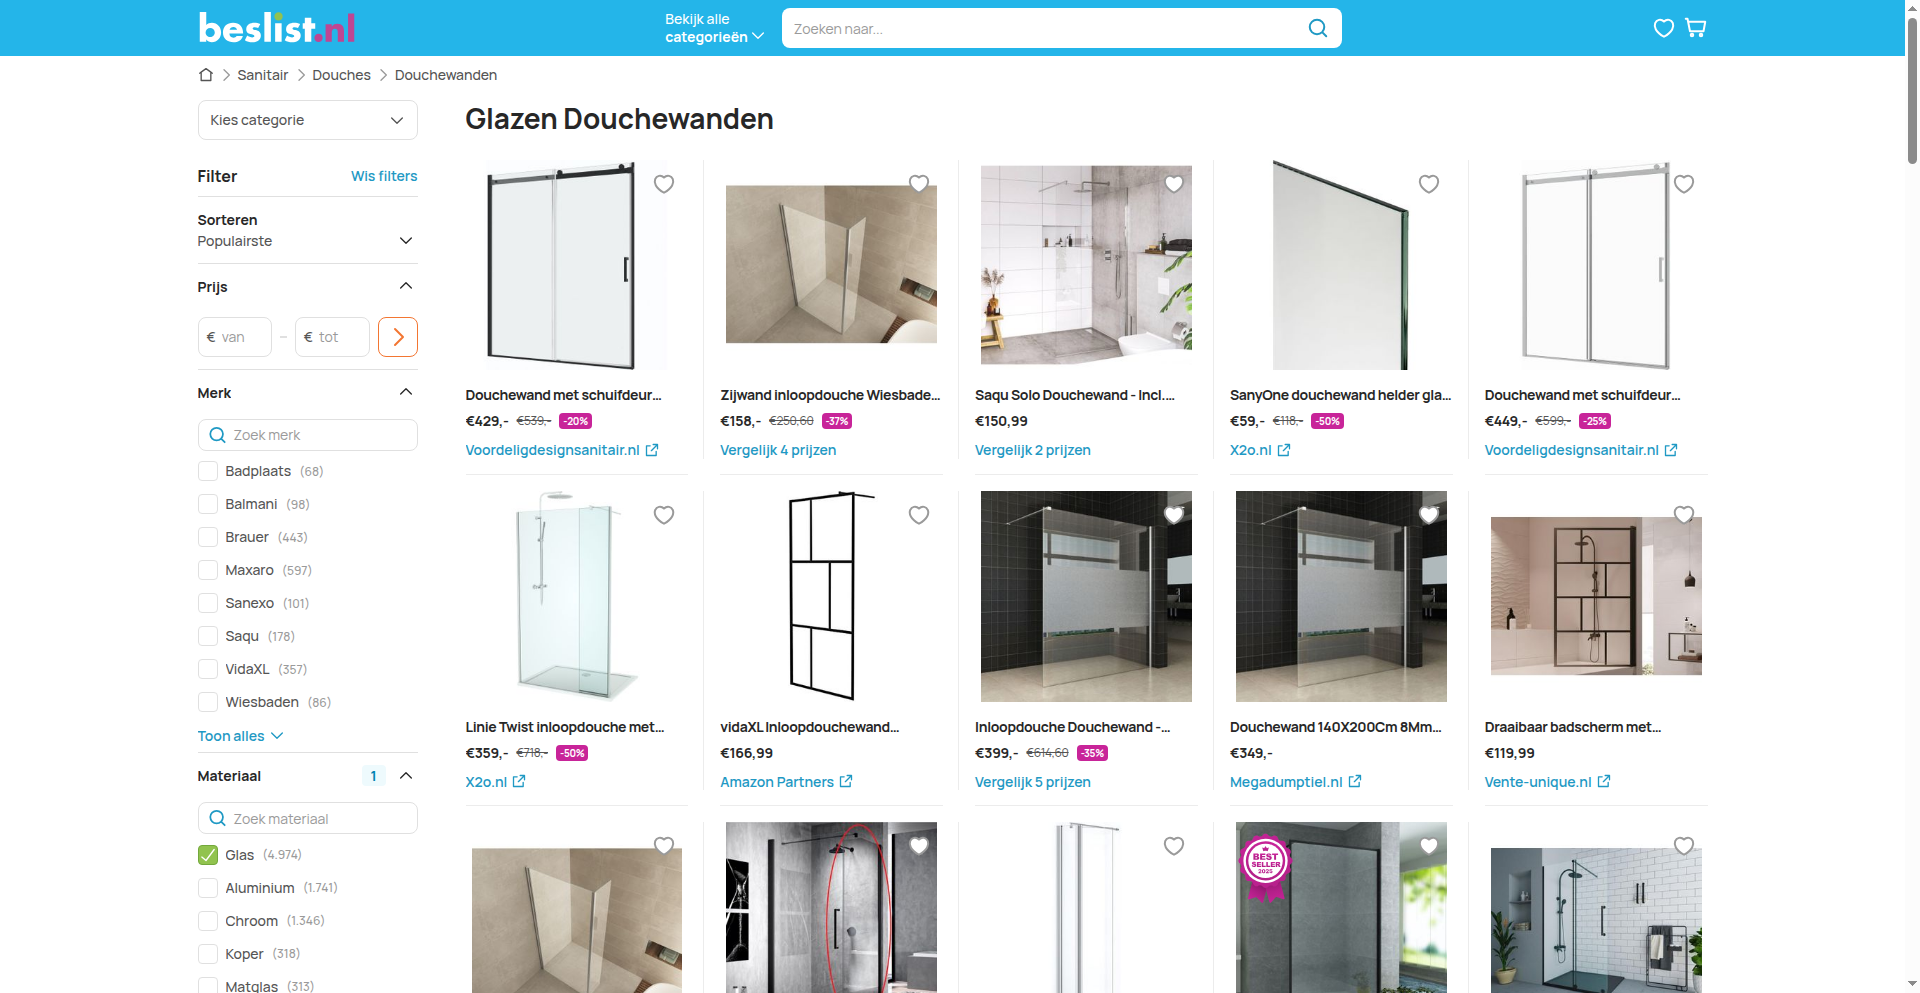 beslist.nl
Bekijk alle
categorieën
Zoeken naar...
Sanitair
Douches
Douchewanden
Kies categorie
Glazen Douchewanden
Filter
Wis filters
Sorteren
Populairste
Prijs
€ van
–
€ tot
Merk
Zoek merk
Badplaats (68)
Balmani (98)
Brauer (443)
Maxaro (597)
Sanexo (101)
Saqu (178)
VidaXL (357)
Wiesbaden (86)
Toon alles
Materiaal 1
Zoek materiaal
Glas (4.974)
Aluminium (1.741)
Chroom (1.346)
Koper (318)
Matglas (313)
Douchewand met schuifdeur...
€429,- €539,- -20%
Voordeligdesignsanitair.nl
Zijwand inloopdouche Wiesbade...
€158,- €250,60 -37%
Vergelijk 4 prijzen
Saqu Solo Douchewand - Incl....
€150,99
Vergelijk 2 prijzen
SanyOne douchewand helder gla...
€59,- €118,- -50%
X2o.nl
Douchewand met schuifdeur...
€449,- €599,- -25%
Voordeligdesignsanitair.nl
Linie Twist inloopdouche met...
€359,- €718,- -50%
X2o.nl
vidaXL Inloopdouchewand...
€166,99
Amazon Partners
Inloopdouche Douchewand -...
€399,- €614,60 -35%
Vergelijk 5 prijzen
Douchewand 140X200Cm 8Mm...
€349,-
Megadumptiel.nl
Draaibaar badscherm met...
€119,99
Vente-unique.nl
BEST
SELLER
2025